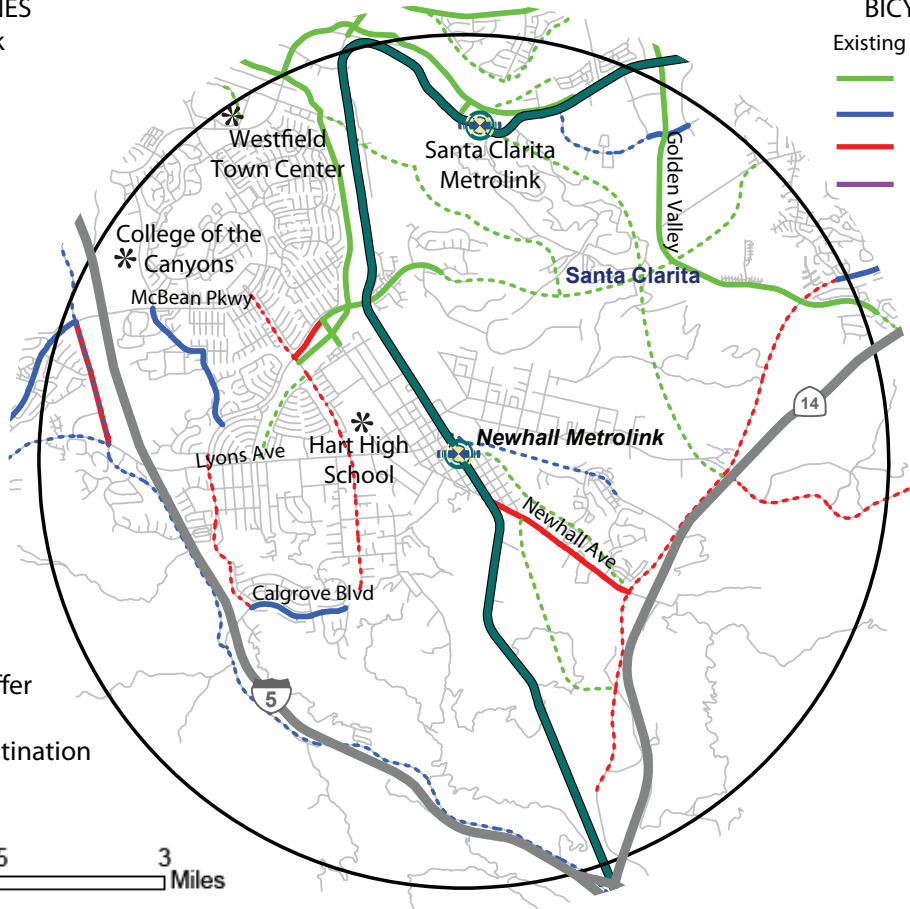 IES
k
BICY
Existing
Westfield
Town Center
Santa Clarita
Metrolink
Golden Valley
College of the
Canyons
McBean Pkwy
Santa Clarita
14
Newhall Metrolink
Hart High
School
Lyons Ave
Newhall Ave
Calgrove Blvd
ffer
5
tination
5
3
Miles